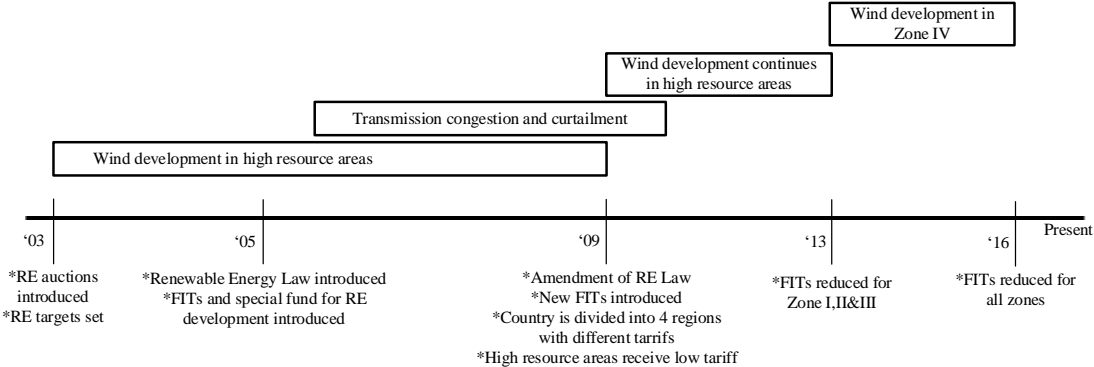 Wind development in
Zone IV
Wind development continues
in high resource areas
Transmission congestion and curtailment
Wind development in high resource areas
‘03
‘05
‘09
‘13
‘16
Present
*RE auctions
introduced
*RE targets set
*Renewable Energy Law introduced
*FITs and special fund for RE
development introduced
*Amendment of RE Law
*New FITs introduced
*Country is divided into 4 regions
with different tarrifs
*High resource areas receive low tariff
*FITs reduced for
Zone I,II&III
*FITs reduced for
all zones